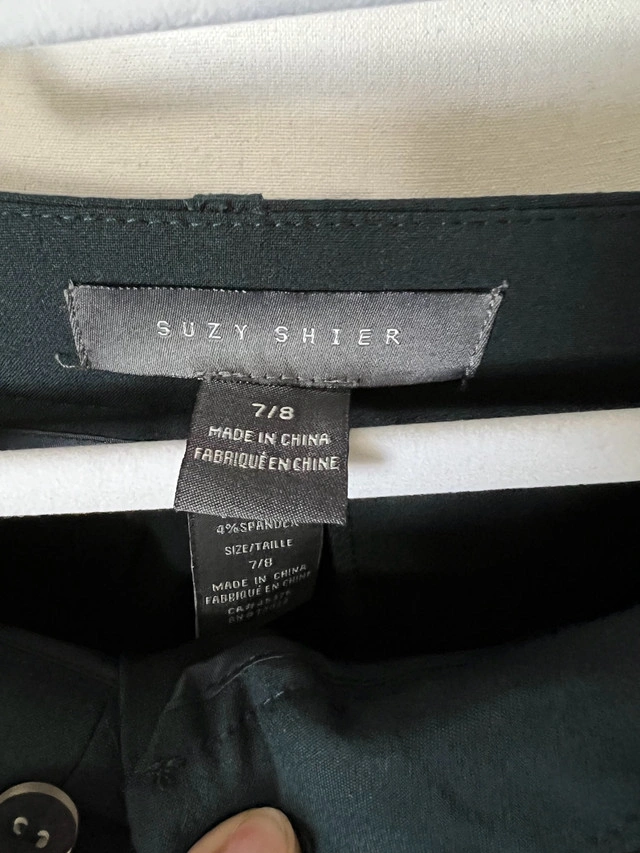 SUZY SHIER
7/8
MADE IN CHINA
FABRIQUÉ EN CHINE
4% SPANDEX
SIZE/TAILLE
7/8
MADE IN CHINA
FABRIQUÉ EN CHINE